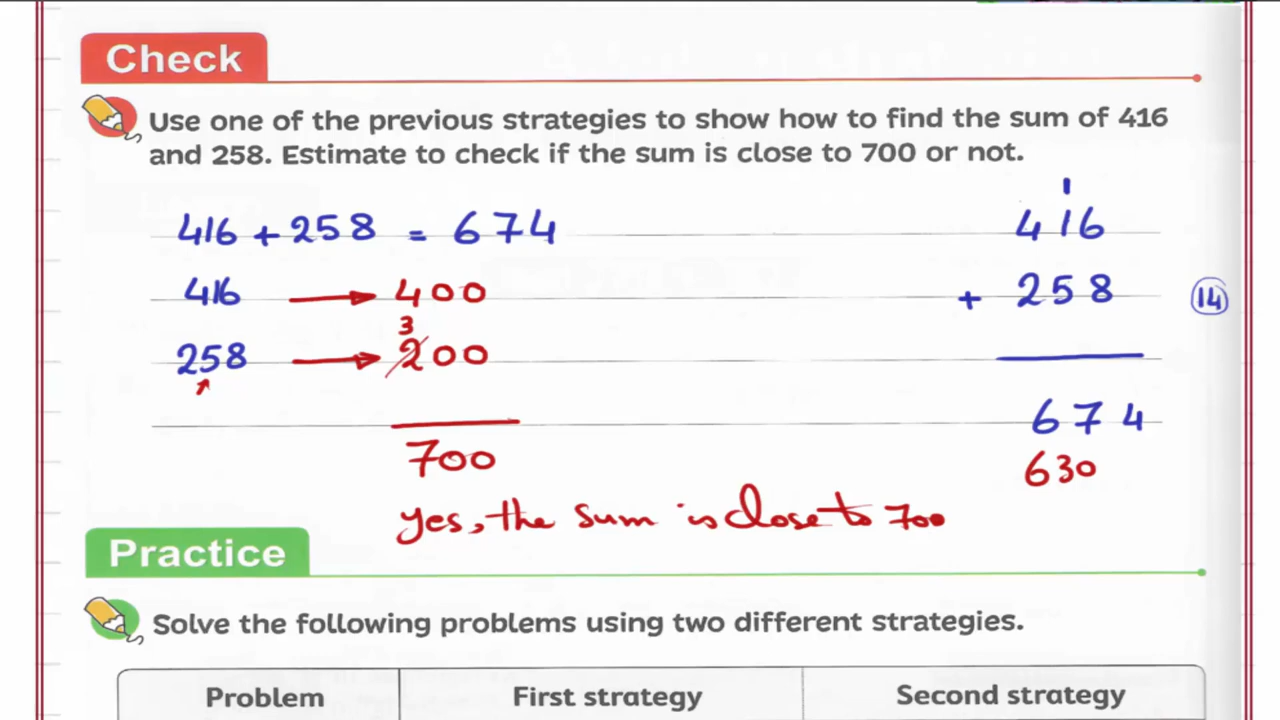 Check
Use one of the previous strategies to show how to find the sum of 416
and 258. Estimate to check if the sum is close to 700 or not.
416 + 258 = 674
416 → 400
3
258 → 200
700
yes, the sum is close to 700
1
416
+ 258
14
674
630
Practice
Solve the following problems using two different strategies.
Problem First strategy Second strategy